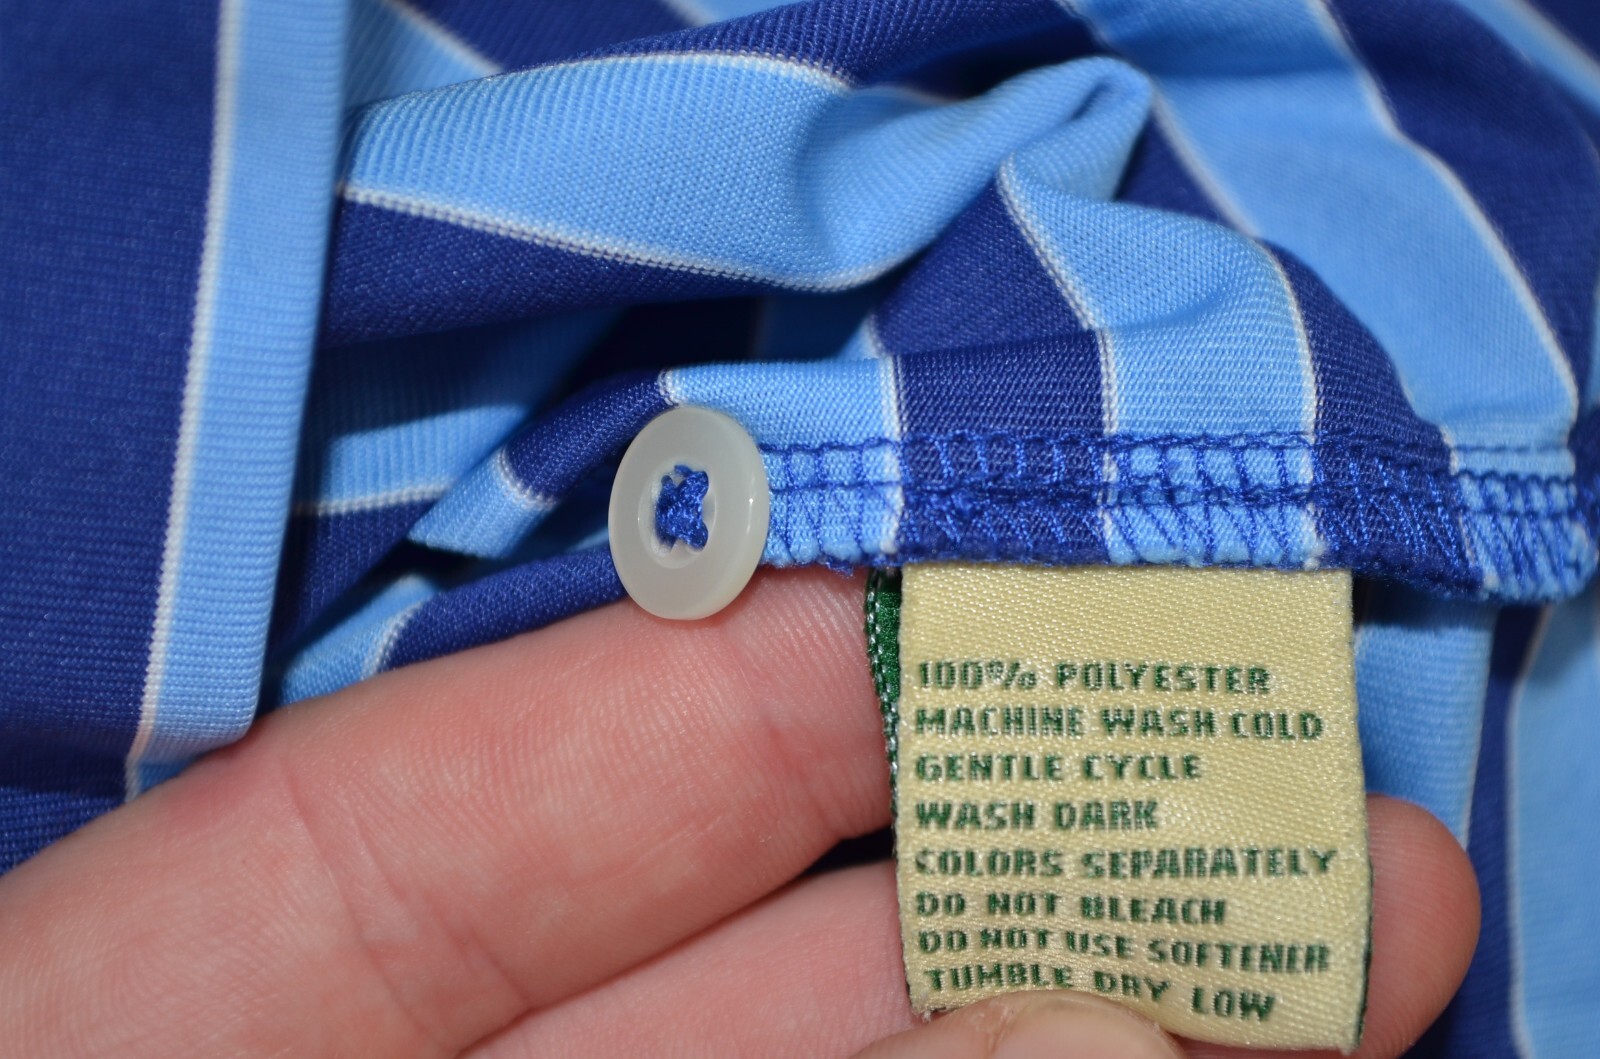 100% POLYESTER
MACHINE WASH COLD
GENTLE CYCLE
WASH DARK
COLORS SEPARATELY
DO NOT BLEACH
DO NOT USE SOFTENER
TUMBLE DRY LOW